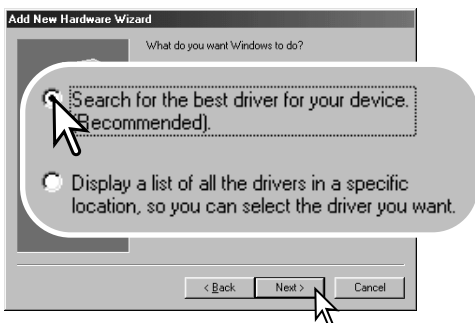 Add New Hardware Wizard
What do you want Windows to do?
Search for the best driver for your device.
(Recommended).
Display a list of all the drivers in a specific
location, so you can select the driver you want.
< Back
Next >
Cancel